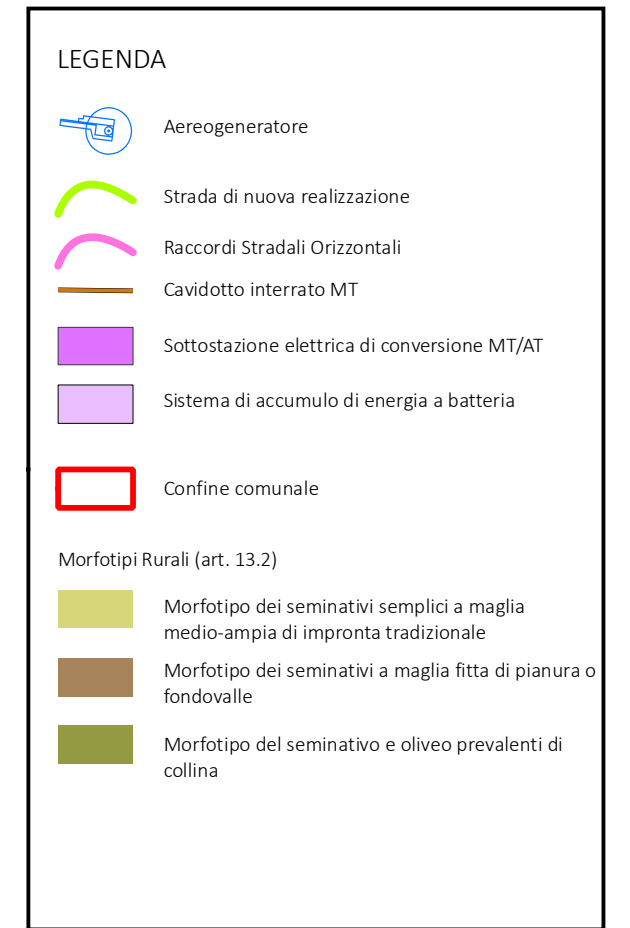 LEGENDA
Aereogeneratore
Strada di nuova realizzazione
Raccordi Stradali Orizzontali
Cavidotto interrato MT
Sottostazione elettrica di conversione MT/AT
Sistema di accumulo di energia a batteria
Confine comunale
Morfotipi Rurali (art. 13.2)
Morfotipo dei seminativi semplici a maglia
medio-ampia di impronta tradizionale
Morfotipo dei seminativi a maglia fitta di pianura o
fondovalle
Morfotipo del seminativo e oliveo prevalenti di
collina